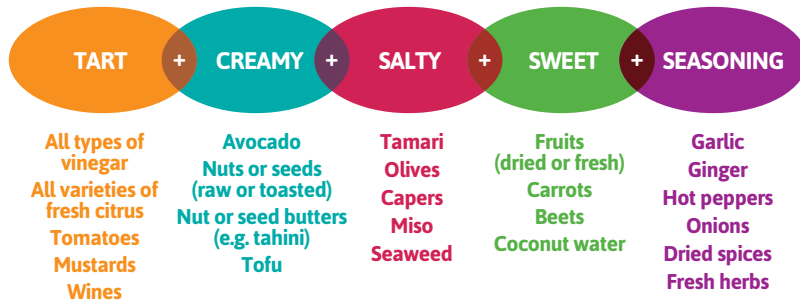 TART + CREAMY + SALTY + SWEET + SEASONING
All types of
vinegar
All varieties of
fresh citrus
Tomatoes
Mustards
Wines
Avocado
Nuts or seeds
(raw or toasted)
Nut or seed butters
(e.g. tahini)
Tofu
Tamari
Olives
Capers
Miso
Seaweed
Fruits
(dried or fresh)
Carrots
Beets
Coconut water
Garlic
Ginger
Hot peppers
Onions
Dried spices
Fresh herbs